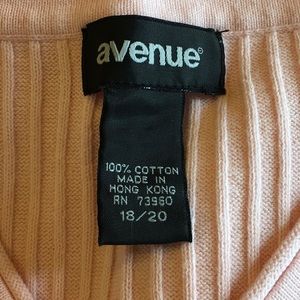 avenue®
100% COTTON
MADE IN
HONG KONG
RN 73960
18/20